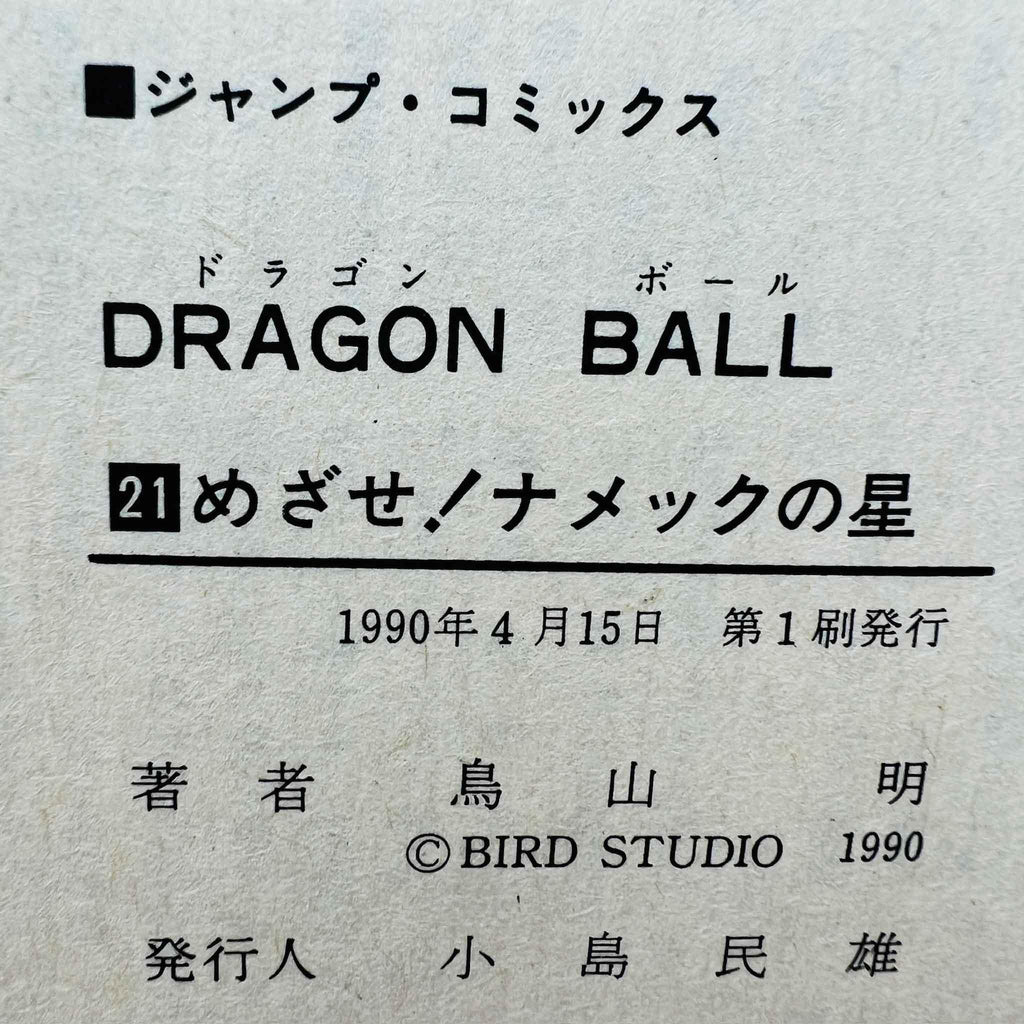 ■ジャンプ・コミックス
ドラゴン ボール
DRAGON BALL
21 めざせ!ナメックの星
1990年4月15日 第1刷発行
著者 鳥山明
©BIRD STUDIO 1990
発行人 小島民雄